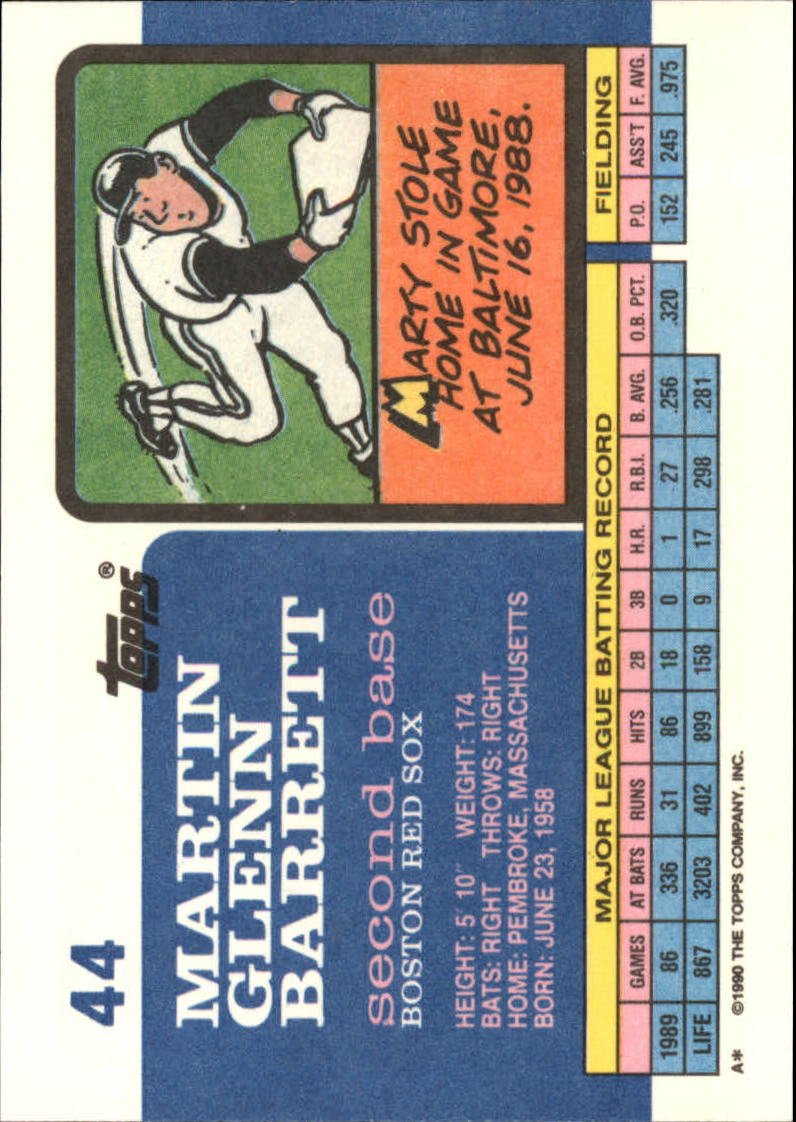 44
TOPPS®
MARTIN
GLENN
BARRETT
second base
BOSTON RED SOX
HEIGHT: 5' 10" WEIGHT: 174
BATS: RIGHT THROWS: RIGHT
HOME: PEMBROKE, MASSACHUSETTS
BORN: JUNE 23, 1958
MARTY STOLE
HOME IN GAME
AT BALTIMORE,
JUNE 16, 1988.
MAJOR LEAGUE BATTING RECORD FIELDING
GAMES AT BATS RUNS HITS 2B 3B H.R. R.B.I. B. AVG. O.B. PCT. P.O. ASS'T F. AVG.
1989 86 336 31 86 18 0 1 27 .256 .320 152 245 .975
LIFE 867 3203 402 899 158 9 17 298 .281
A* ©1990 THE TOPPS COMPANY, INC.